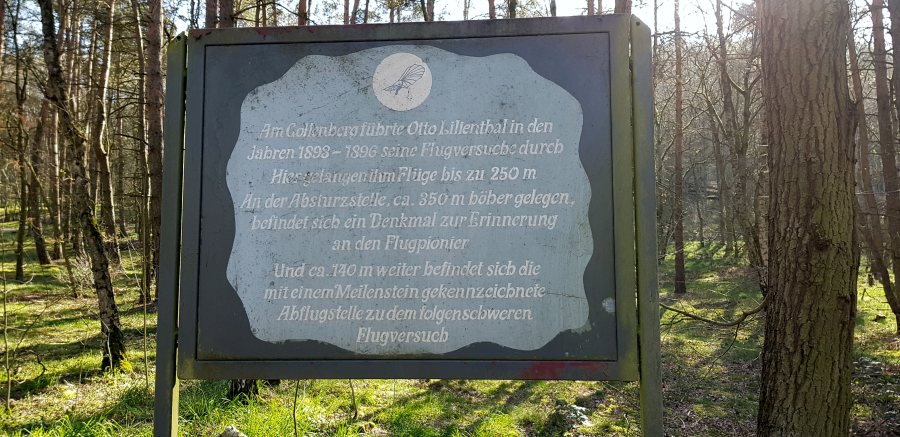 Am Gollenberg führte Otto Lilienthal in den
Jahren 1893 – 1896 seine Flugversuche durch
Hier gelangen ihm Flüge bis zu 250 m
An der Absturzstelle, ca. 350 m höher gelegen,
befindet sich ein Denkmal zur Erinnerung
an den Flugpionier
Und ca. 140 m weiter befindet sich die
mit einem Meilenstein gekennzeichnete
Abflugstelle zu dem folgenschweren
Flugversuch